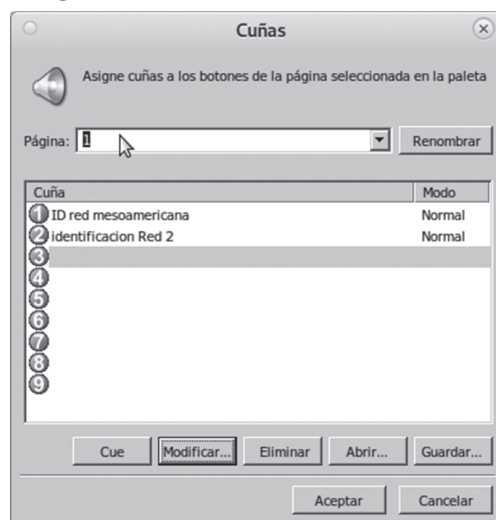 Cuñas
Asigne cuñas a los botones de la página seleccionada en la paleta
Página: 1 Renombrar
Cuña Modo
1 ID red mesoamericana Normal
2 identificacion Red 2 Normal
3
4
5
6
7
8
9
Cue Modificar... Eliminar Abrir... Guardar...
Aceptar Cancelar